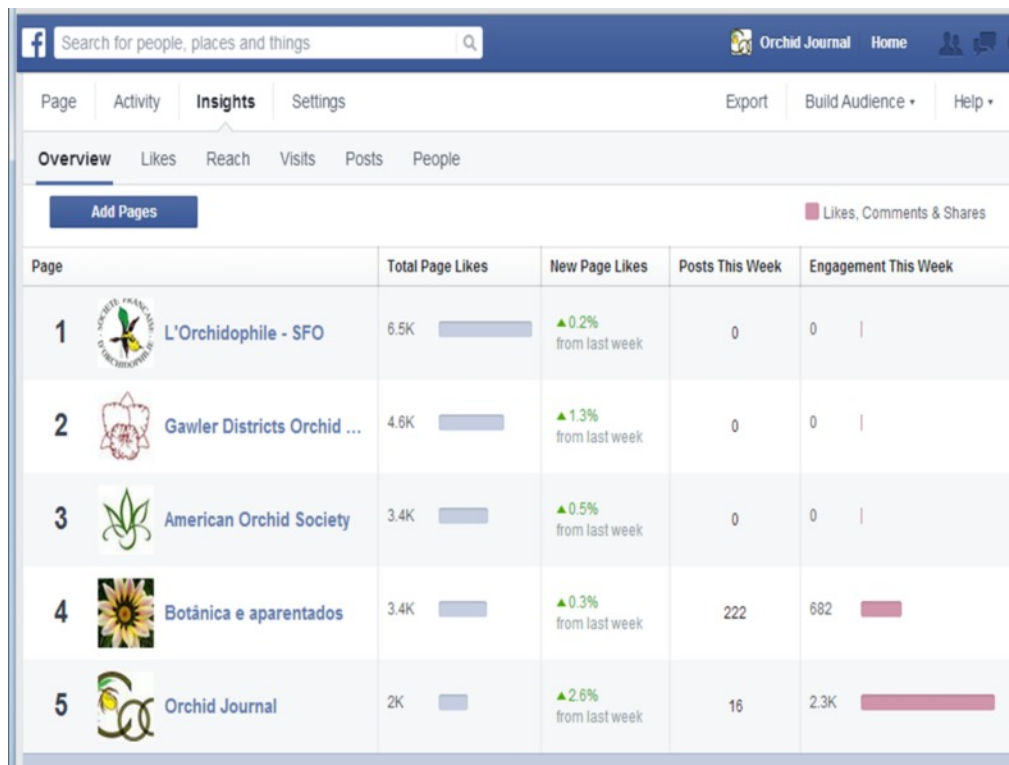 f Search for people, places and things Orchid Journal Home
Page Activity Insights Settings Export Build Audience Help
Overview Likes Reach Visits Posts People
Add Pages Likes, Comments & Shares
Page Total Page Likes New Page Likes Posts This Week Engagement This Week
1 SOCIETE FRANCAISE D'ORCHIDOPHILIE L'Orchidophile - SFO 6.5K ▲0.2% 0 0
from last week
2 Gawler Districts Orchid ... 4.6K ▲1.3% 0 0
from last week
3 American Orchid Society 3.4K ▲0.5% 0 0
from last week
4 Botânica e aparentados 3.4K ▲0.3% 222 682
from last week
5 Orchid Journal 2K ▲2.6% 16 2.3K
from last week